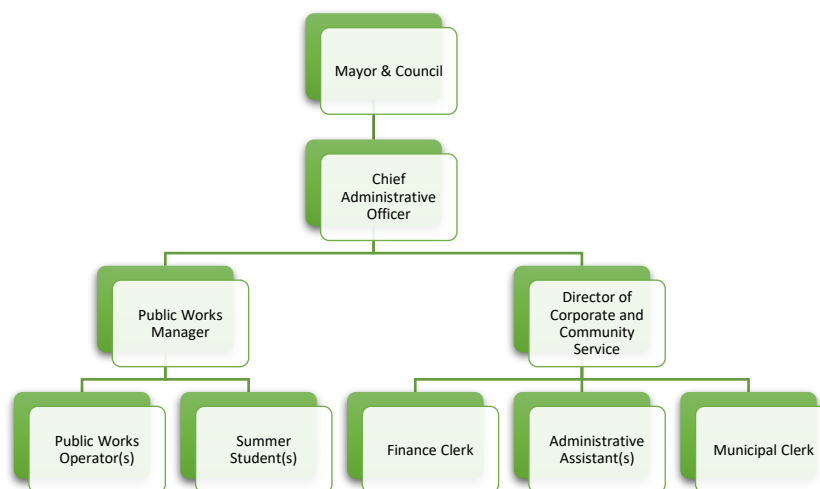 Mayor & Council
Chief
Administrative
Officer
Public Works
Manager
Director of
Corporate and
Community
Service
Public Works
Operator(s)
Summer
Student(s)
Finance Clerk
Administrative
Assistant(s)
Municipal Clerk